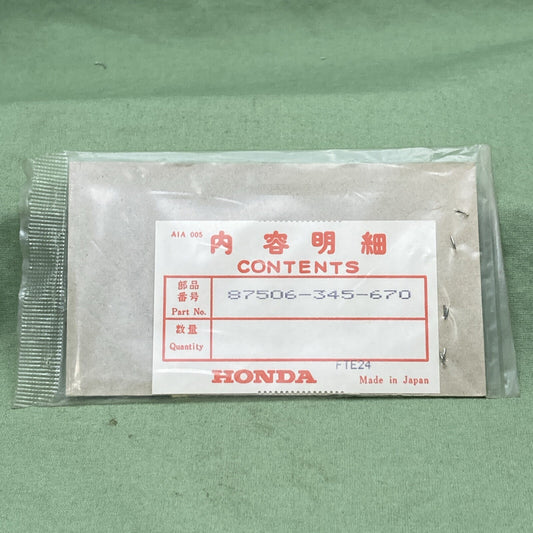 A1A 005
内容明細
CONTENTS
部品
番号
Part No.
87506-345-670
数量
Quantity
FTE24
HONDA
Made in Japan